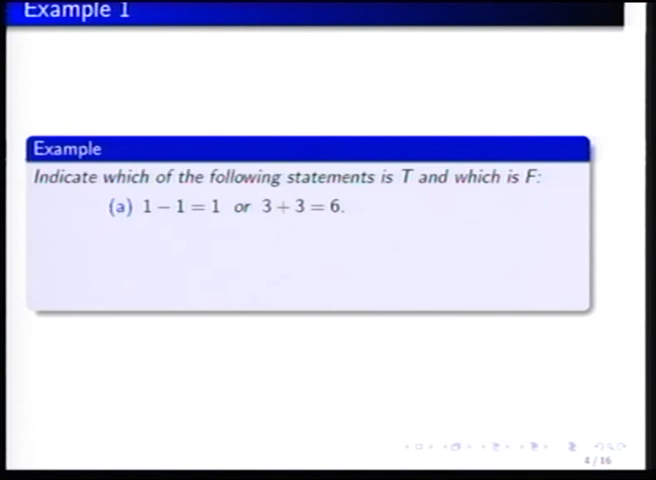 Example 1
Example
Indicate which of the following statements is T and which is F:
(a) 1 − 1 = 1 or 3 + 3 = 6.
4 / 16